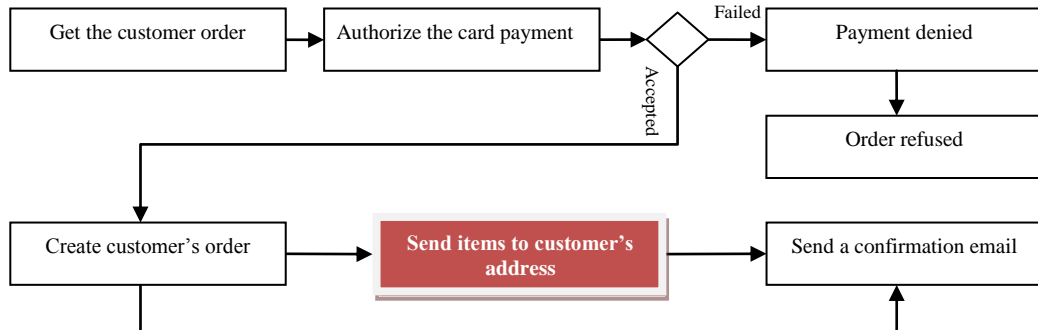 Get the customer order
Authorize the card payment
Failed
Payment denied
Accepted
Order refused
Create customer’s order
Send items to customer’s
address
Send a confirmation email